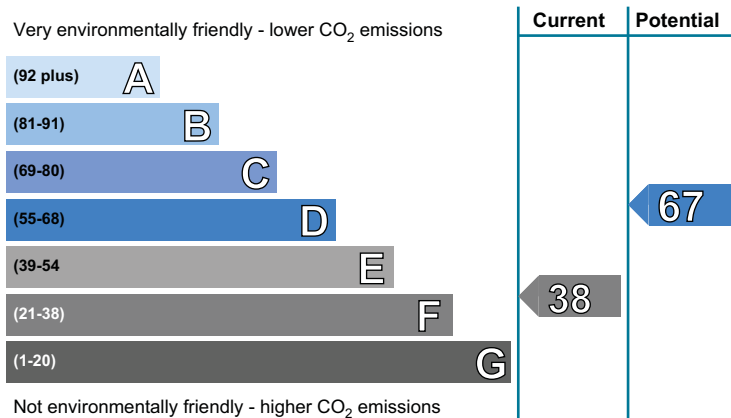 Very environmentally friendly - lower CO₂ emissions
Current
Potential
(92 plus) A
(81-91) B
(69-80) C
(55-68) D
67
(39-54 E
38
(21-38) F
(1-20) G
Not environmentally friendly - higher CO₂ emissions